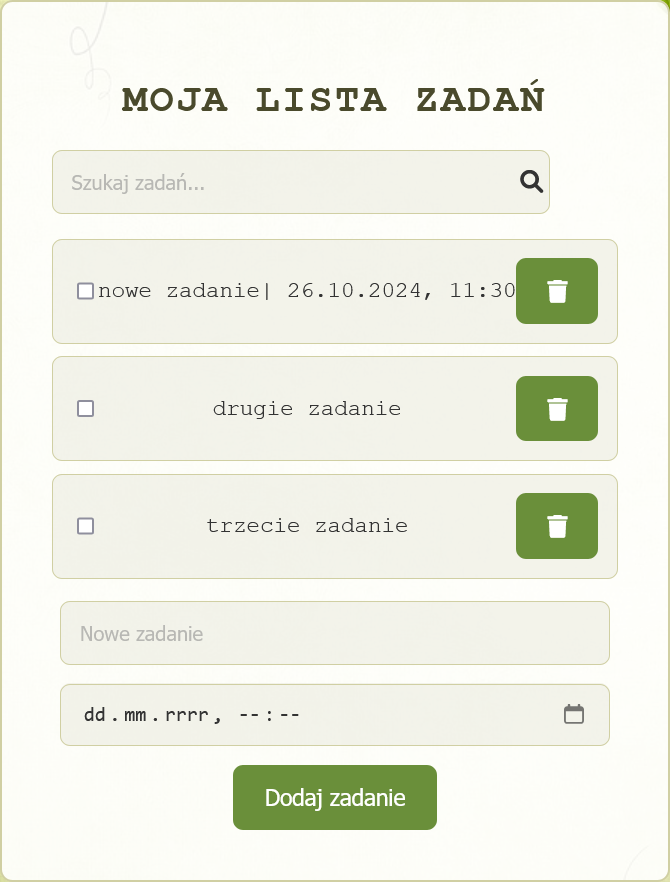 MOJA LISTA ZADAŃ
Szukaj zadań...
nowe zadanie| 26.10.2024, 11:30
drugie zadanie
trzecie zadanie
Nowe zadanie
dd.mm.rrrr, --:--
Dodaj zadanie